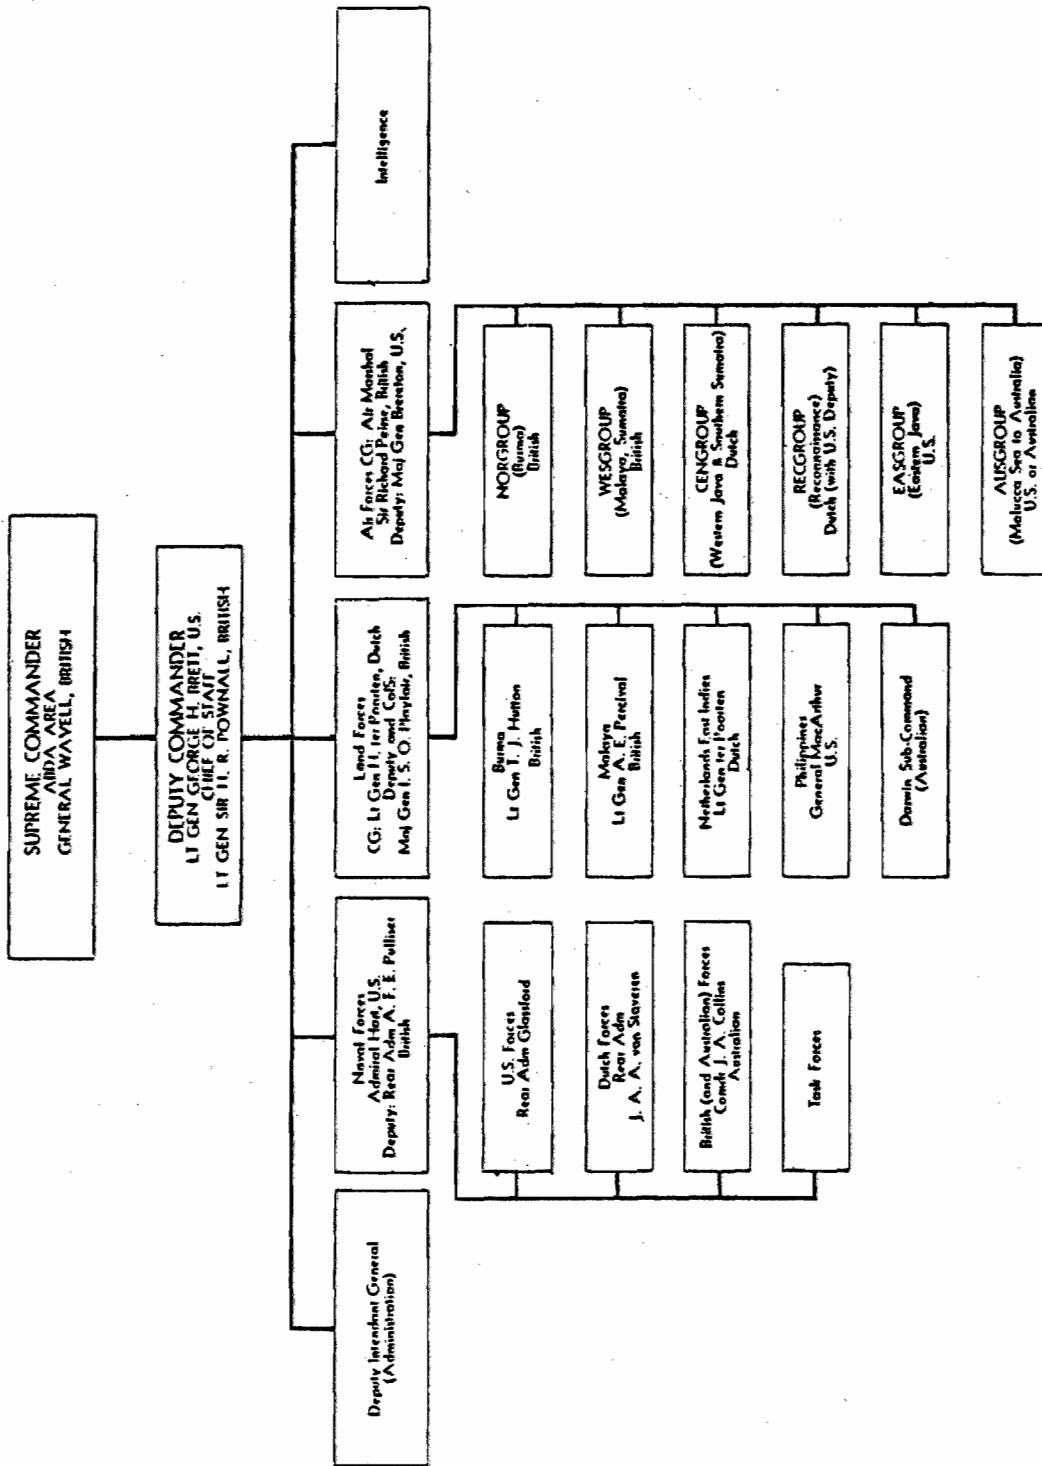 SUPREME COMMANDER
ABDA AREA
GENERAL WAVELL, BRITISH
DEPUTY COMMANDER
LT GEN GEORGE H. BRETT, U.S.
CHIEF OF STAFF
LT GEN SIR H. R. POWNALL, BRITISH
Deputy Intendant General
(Administration)
Naval Forces
Admiral Hart, U.S.
Deputy: Rear Adm A. F. E. Palliser
British
U.S. Forces
Rear Adm Glassford
Dutch Forces
Rear Adm
J. A. A. van Staveren
British (and Australian) Forces
Comdr J. A. Collins
Australian
Task Forces
Land Forces
CG: Lt Gen H. ter Poorten, Dutch
Deputy and CofS:
Maj Gen I. S. O. Playfair, British
Burma
Lt Gen T. J. Hutton
British
Malaya
Lt Gen A. E. Percival
British
Netherlands East Indies
Lt Gen ter Poorten
Dutch
Philippines
General MacArthur
U.S.
Darwin Sub-Command
(Australian)
Air Forces CG: Air Marshal
Sir Richard Peirse, British
Deputy: Maj Gen Brereton, U.S.
NORGROUP
(Burma)
British
WESGROUP
(Malaya, Sumatra)
British
CENGROUP
(Western Java & Southern Sumatra)
Dutch
RECGROUP
(Reconnaissance)
Dutch (with U.S. Deputy)
EASGROUP
(Eastern Java)
U.S.
AUSGROUP
(Molucca Sea to Australia)
U.S. or Australian
Intelligence